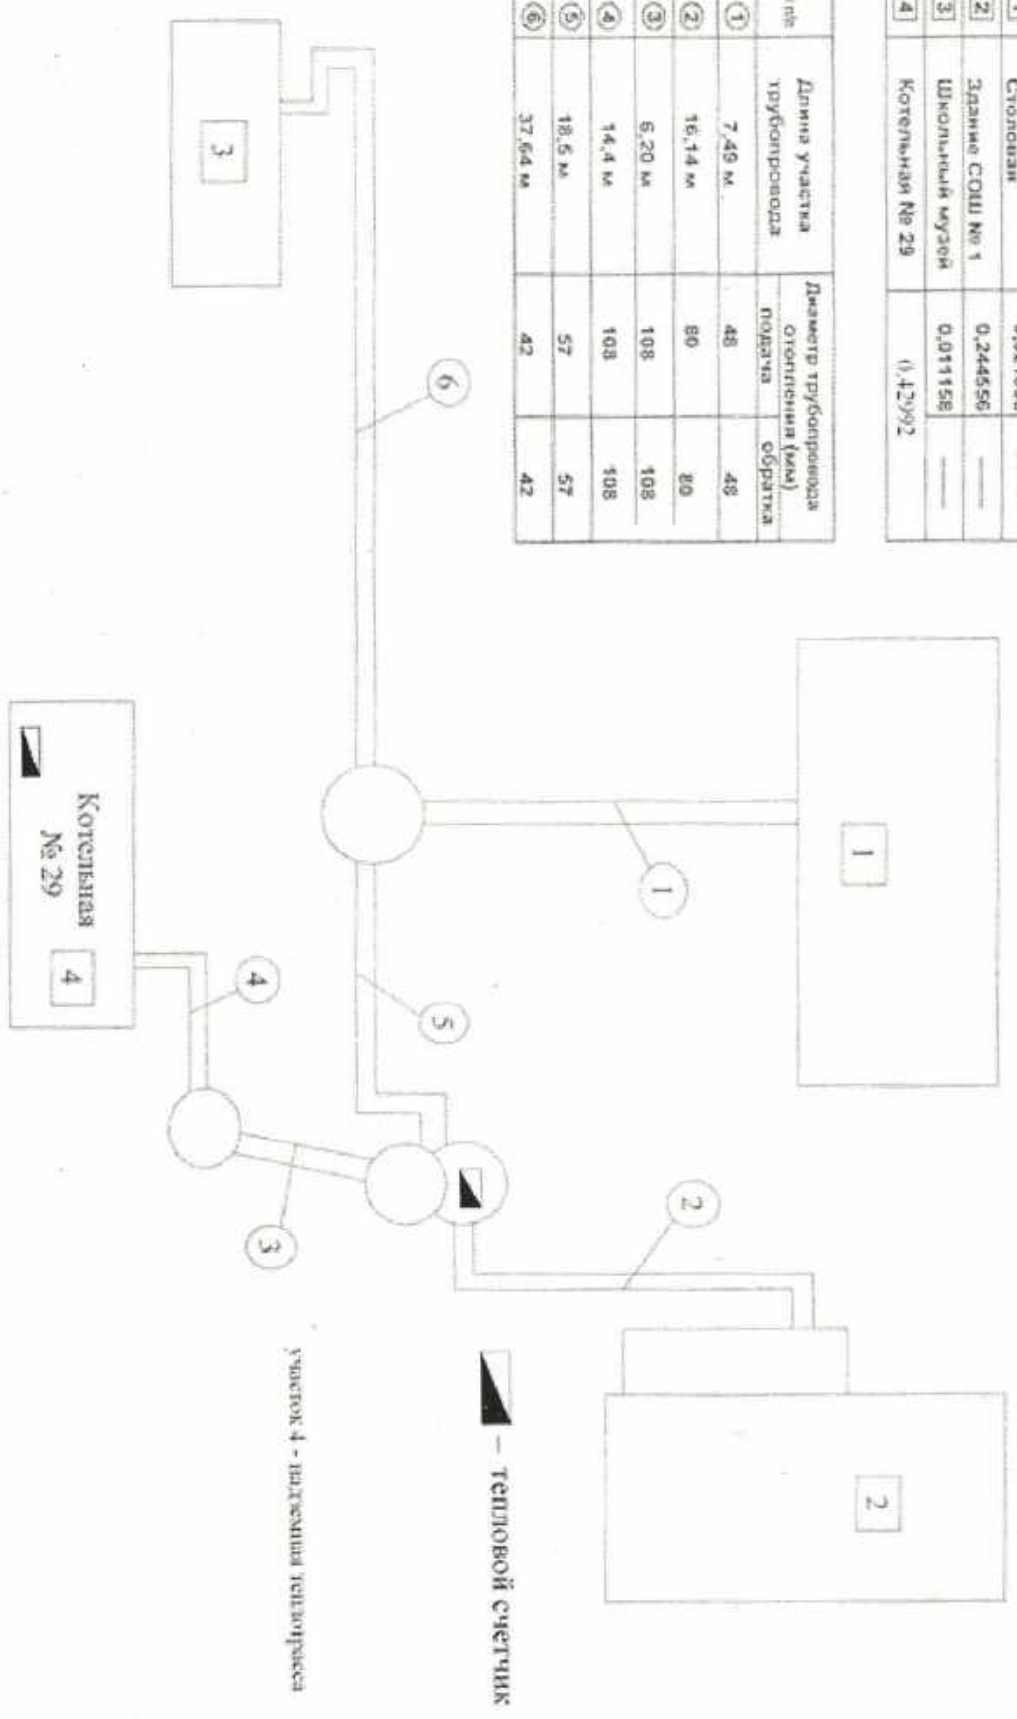 Столовая
2 Здание СОШ № 1 0,244556 —
3 Школьный музей 0,011158 —
4 Котельная № 29 0,42992
п/п Длина участка трубопровода Диаметр трубопровода отопления (мм)
подача обратка
1 7,49 м. 48 48
2 16,14 м 80 80
3 6,20 м 108 108
4 14,4 м 108 108
5 18,5 м 57 57
6 37,64 м 42 42
1
2
1
2
– тепловой счетчик
6
5
3
4
3
участок 4 - надземная теплотрасса
Котельная
№ 29
4